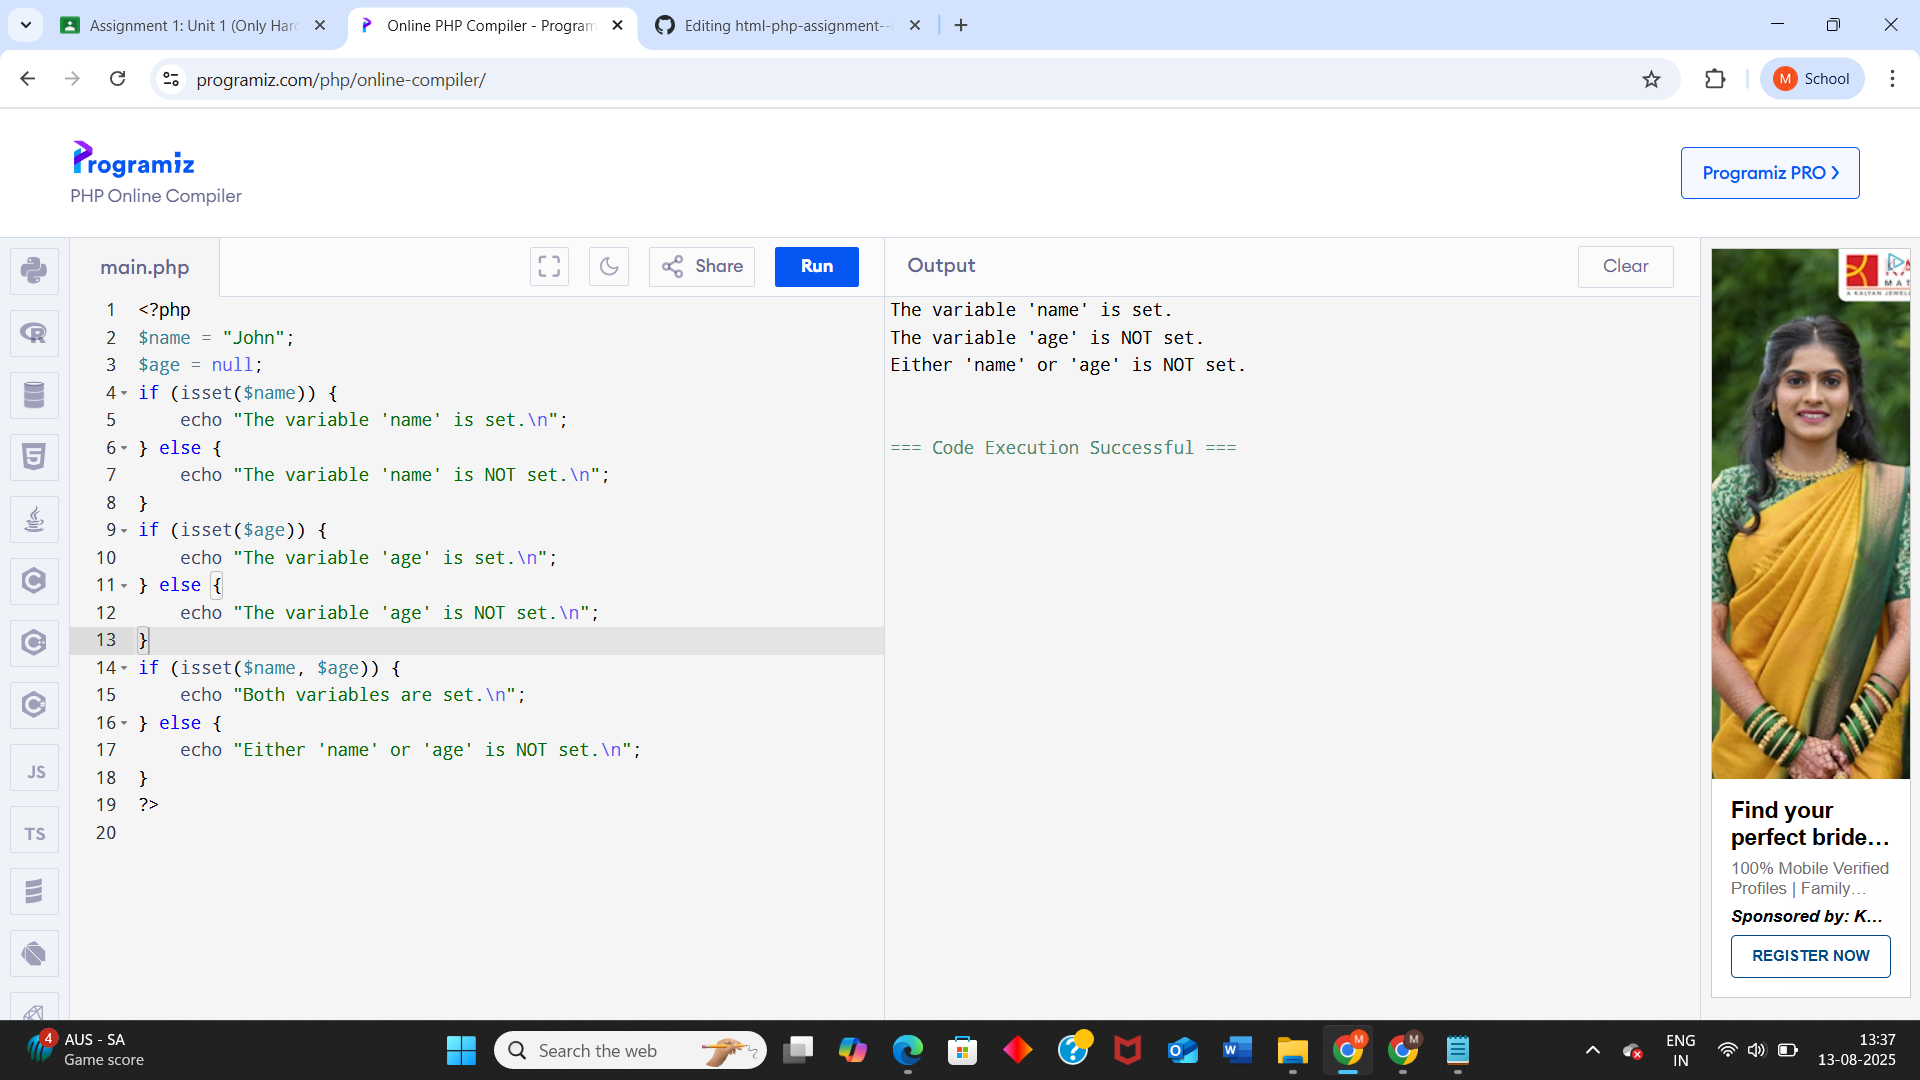 Assignment 1: Unit 1 (Only Hard
Online PHP Compiler - Program
Editing html-php-assignment--
programiz.com/php/online-compiler/
M School
Programiz
PHP Online Compiler
Programiz PRO >
main.php
Share
Run
Output
Clear
1 <?php
2 $name = "John";
3 $age = null;
4 if (isset($name)) {
5     echo "The variable 'name' is set.\n";
6 } else {
7     echo "The variable 'name' is NOT set.\n";
8 }
9 if (isset($age)) {
10     echo "The variable 'age' is set.\n";
11 } else {
12     echo "The variable 'age' is NOT set.\n";
13 }
14 if (isset($name, $age)) {
15     echo "Both variables are set.\n";
16 } else {
17     echo "Either 'name' or 'age' is NOT set.\n";
18 }
19 ?>
20
The variable 'name' is set.
The variable 'age' is NOT set.
Either 'name' or 'age' is NOT set.
=== Code Execution Successful ===
JS
TS
MAT
A KALYAN JEWEL
Find your
perfect bride...
100% Mobile Verified
Profiles | Family...
Sponsored by: K...
REGISTER NOW
4
AUS - SA
Game score
Search the web
M
M
ENG
IN
13:37
13-08-2025